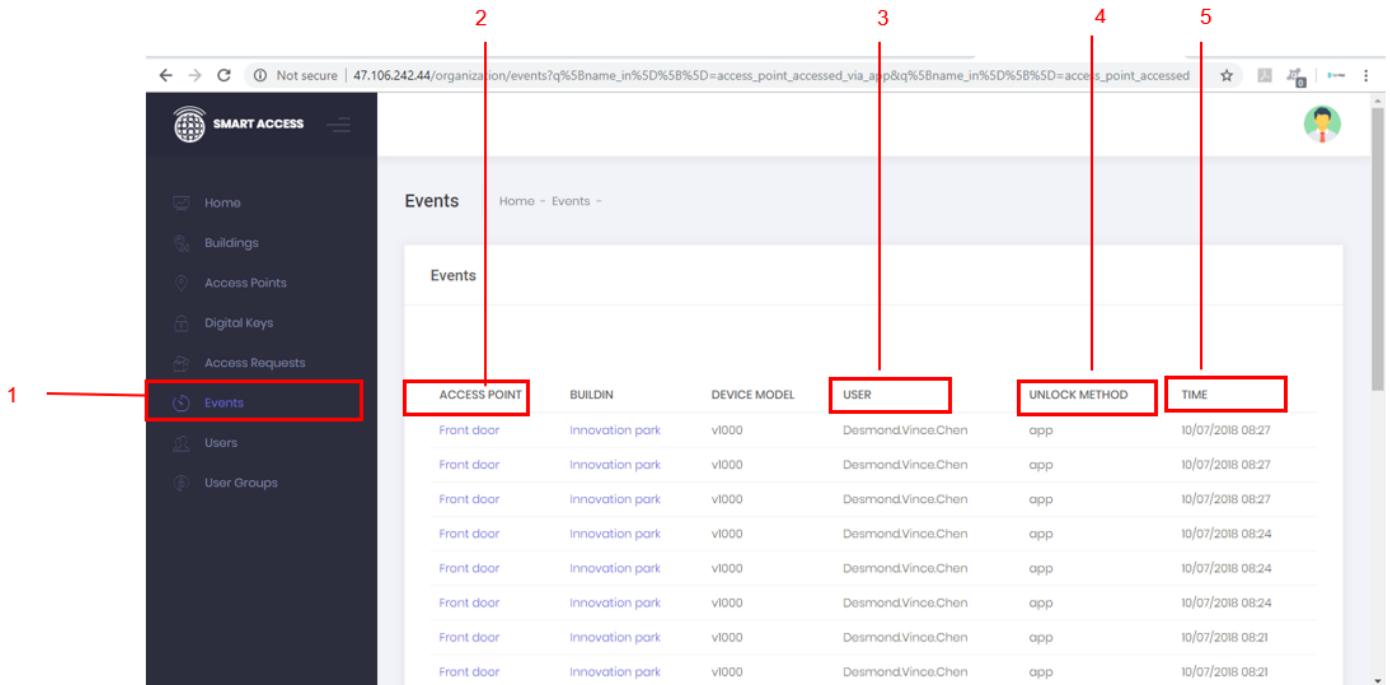 2 3 4 5
Not secure | 47.106.242.44/organization/events?q%5Bname_in%5D%5B%5D=access_point_accessed_via_app&q%5Bname_in%5D%5B%5D=access_point_accessed
SMART ACCESS
Events Home - Events -
Home
Buildings
Access Points
Digital Keys
Access Requests
1
Events
Users
User Groups
Events
ACCESS POINT BUILDIN DEVICE MODEL USER UNLOCK METHOD TIME
Front door Innovation park v1000 Desmond.Vince.Chen app 10/07/2018 08:27
Front door Innovation park v1000 Desmond.Vince.Chen app 10/07/2018 08:27
Front door Innovation park v1000 Desmond.Vince.Chen app 10/07/2018 08:27
Front door Innovation park v1000 Desmond.Vince.Chen app 10/07/2018 08:24
Front door Innovation park v1000 Desmond.Vince.Chen app 10/07/2018 08:24
Front door Innovation park v1000 Desmond.Vince.Chen app 10/07/2018 08:24
Front door Innovation park v1000 Desmond.Vince.Chen app 10/07/2018 08:21
Front door Innovation park v1000 Desmond.Vince.Chen app 10/07/2018 08:21